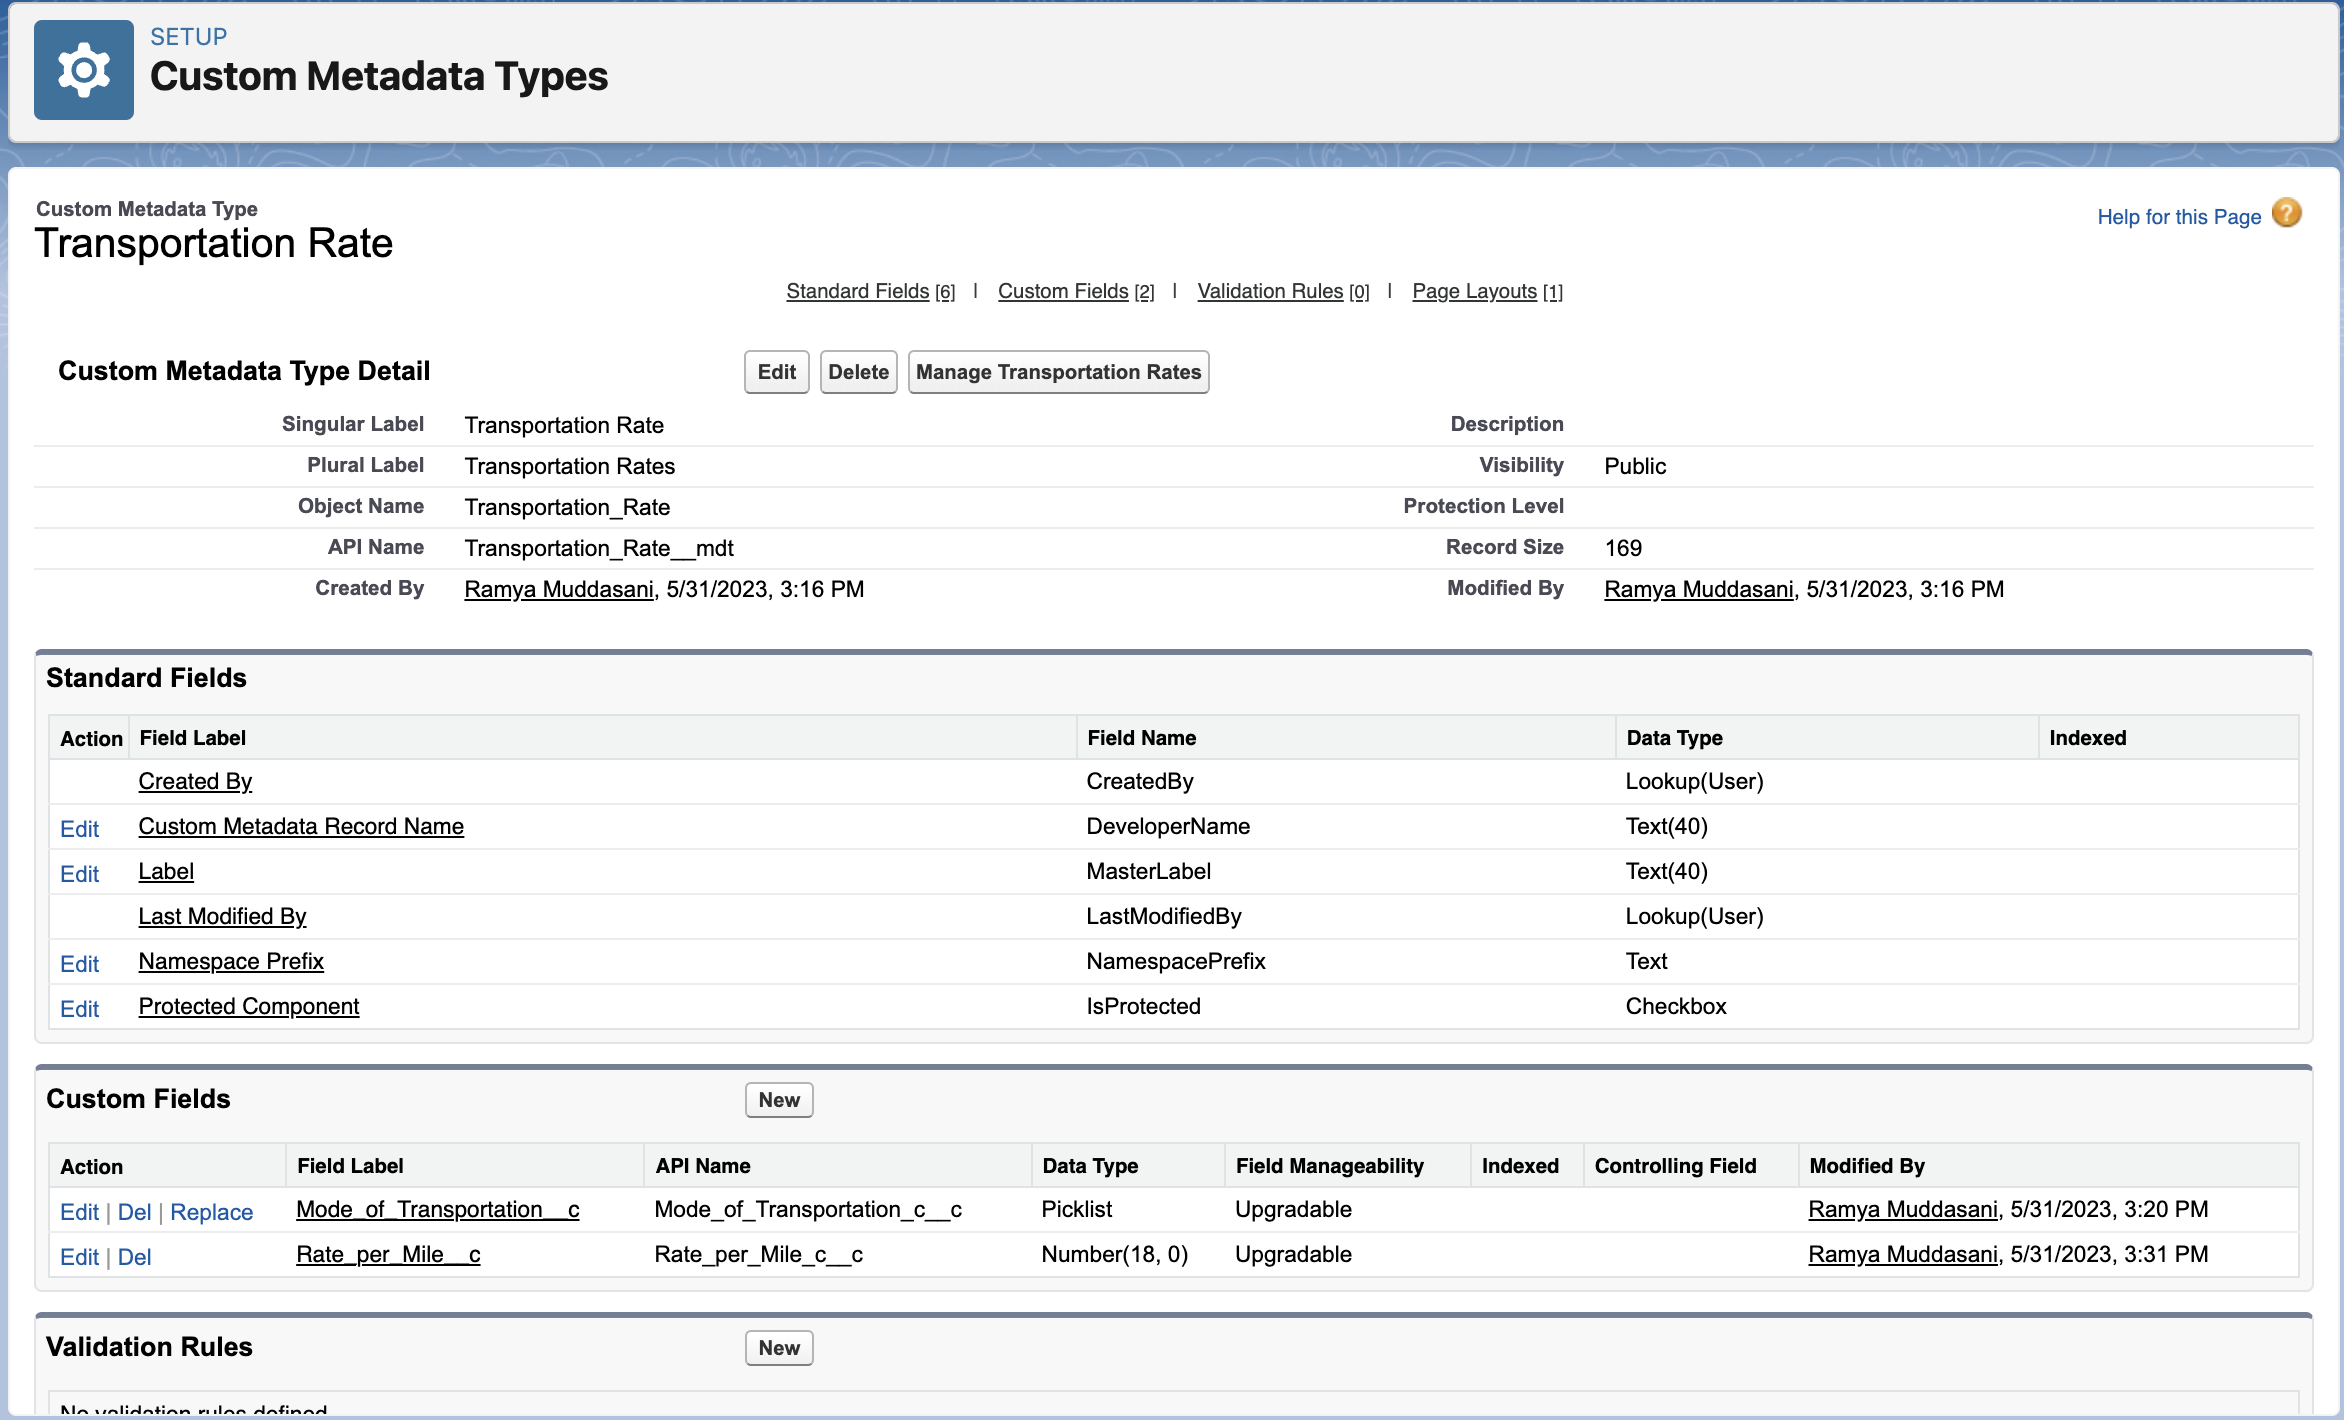 SETUP
Custom Metadata Types
Custom Metadata Type
Transportation Rate
Help for this Page ?
Standard Fields [6] | Custom Fields [2] | Validation Rules [0] | Page Layouts [1]
Custom Metadata Type Detail Edit Delete Manage Transportation Rates
Singular Label Transportation Rate Description
Plural Label Transportation Rates Visibility Public
Object Name Transportation_Rate Protection Level
API Name Transportation_Rate__mdt Record Size 169
Created By Ramya Muddasani, 5/31/2023, 3:16 PM Modified By Ramya Muddasani, 5/31/2023, 3:16 PM
Standard Fields
Action Field Label Field Name Data Type Indexed
Created By CreatedBy Lookup(User)
Edit Custom Metadata Record Name DeveloperName Text(40)
Edit Label MasterLabel Text(40)
Last Modified By LastModifiedBy Lookup(User)
Edit Namespace Prefix NamespacePrefix Text
Edit Protected Component IsProtected Checkbox
Custom Fields New
Action Field Label API Name Data Type Field Manageability Indexed Controlling Field Modified By
Edit | Del | Replace Mode_of_Transportation__c Mode_of_Transportation_c__c Picklist Upgradable Ramya Muddasani, 5/31/2023, 3:20 PM
Edit | Del Rate_per_Mile__c Rate_per_Mile_c__c Number(18, 0) Upgradable Ramya Muddasani, 5/31/2023, 3:31 PM
Validation Rules New
No validation rules defined